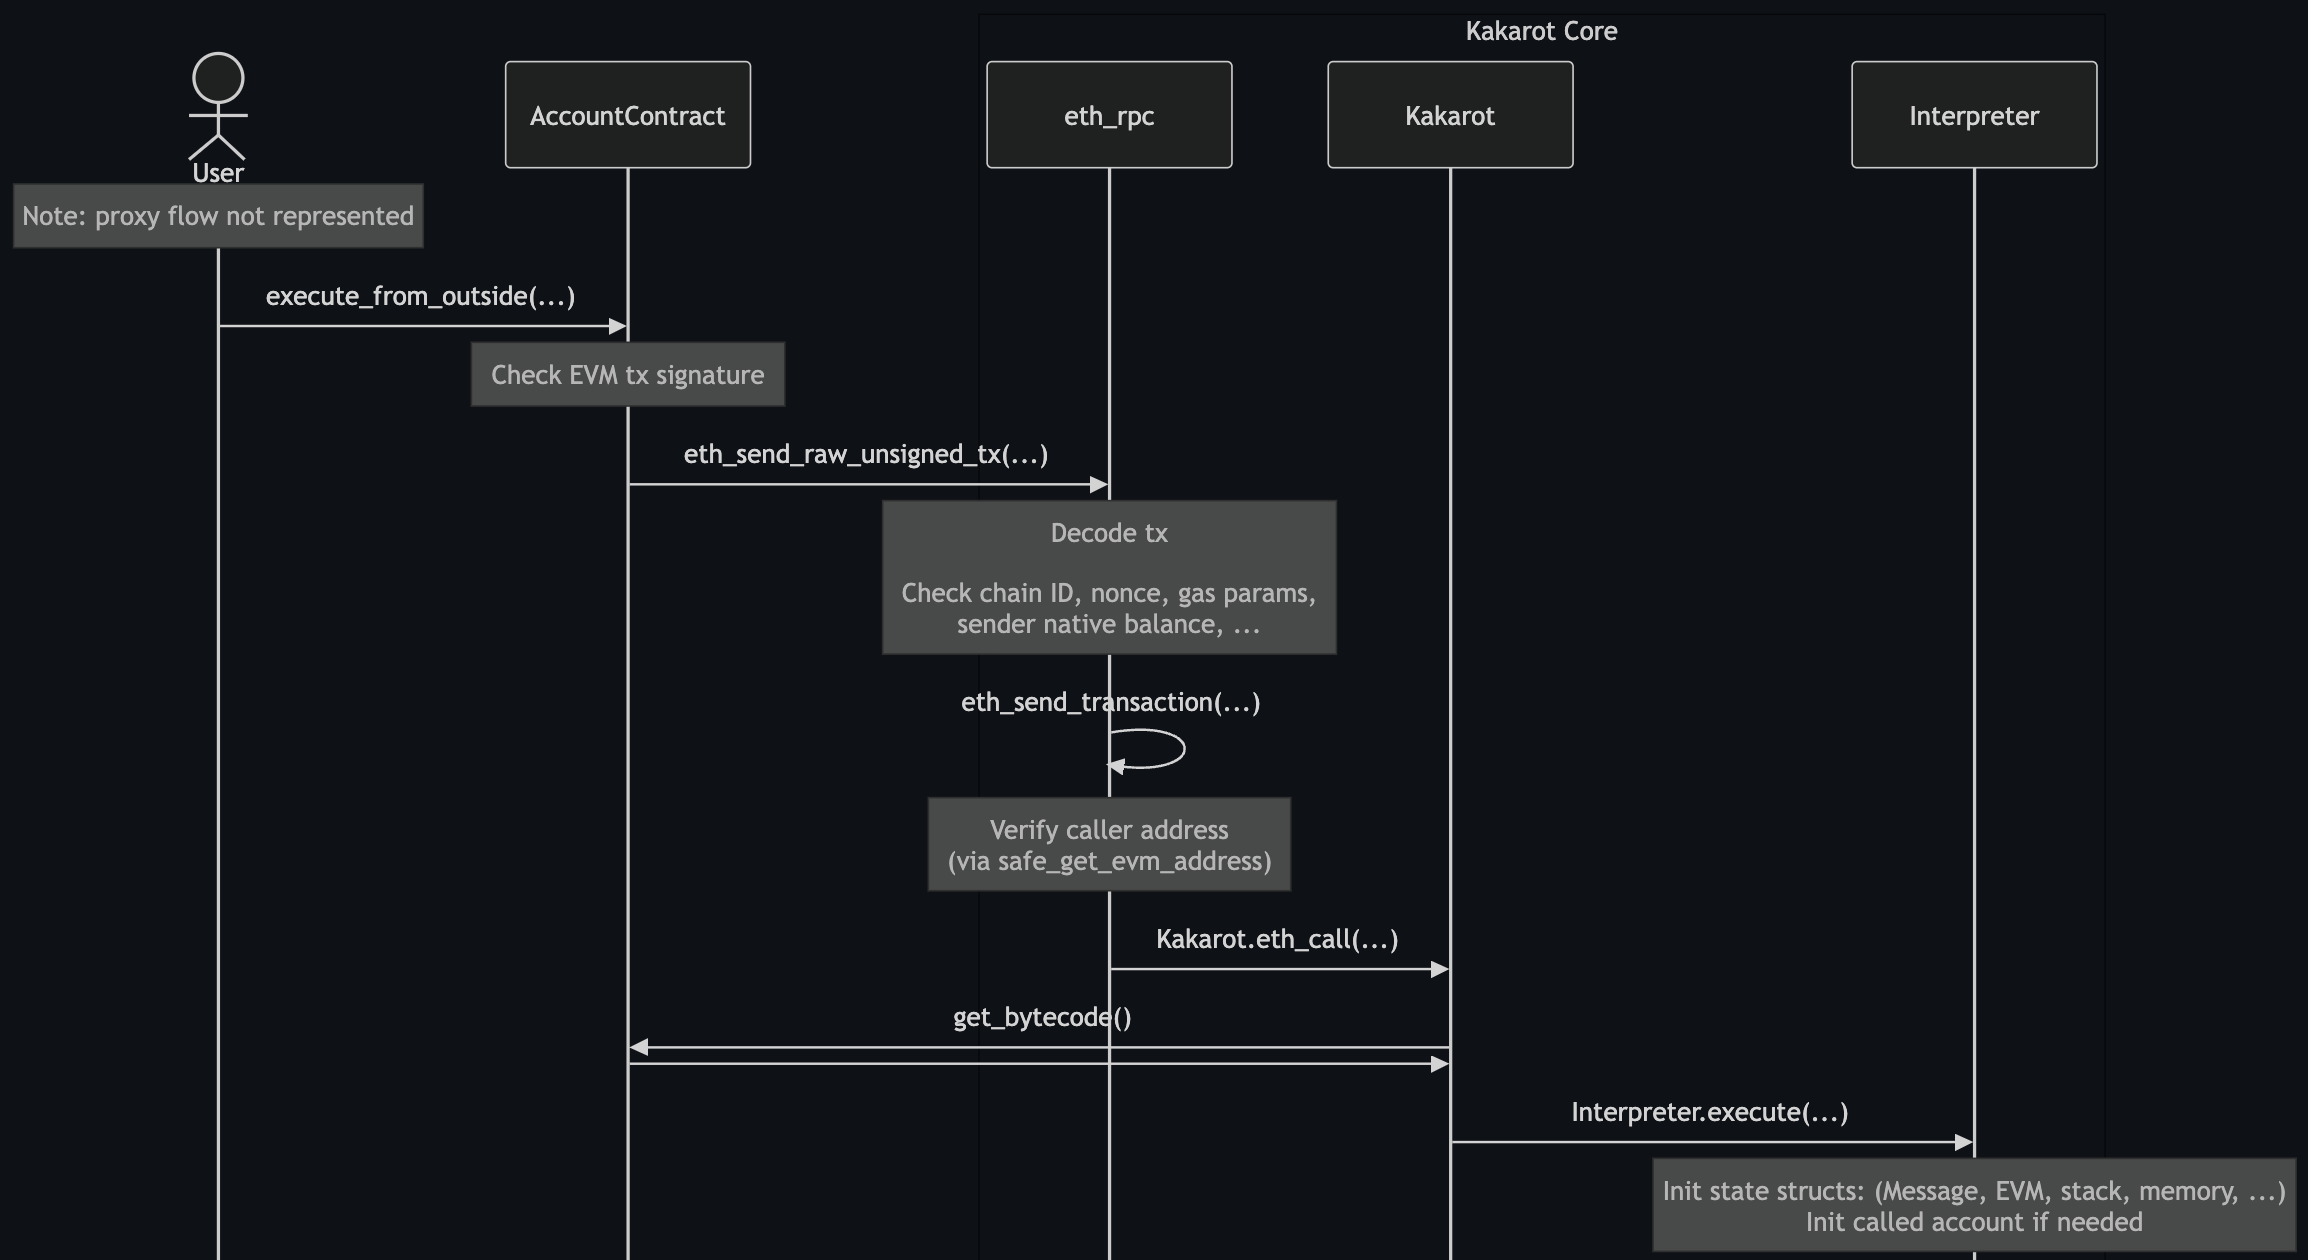 Kakarot Core
User
AccountContract
eth_rpc
Kakarot
Interpreter
Note: proxy flow not represented
execute_from_outside(...)
Check EVM tx signature
eth_send_raw_unsigned_tx(...)
Decode tx
Check chain ID, nonce, gas params,
sender native balance, ...
eth_send_transaction(...)
Verify caller address
(via safe_get_evm_address)
Kakarot.eth_call(...)
get_bytecode()
Interpreter.execute(...)
Init state structs: (Message, EVM, stack, memory, ...)
Init called account if needed